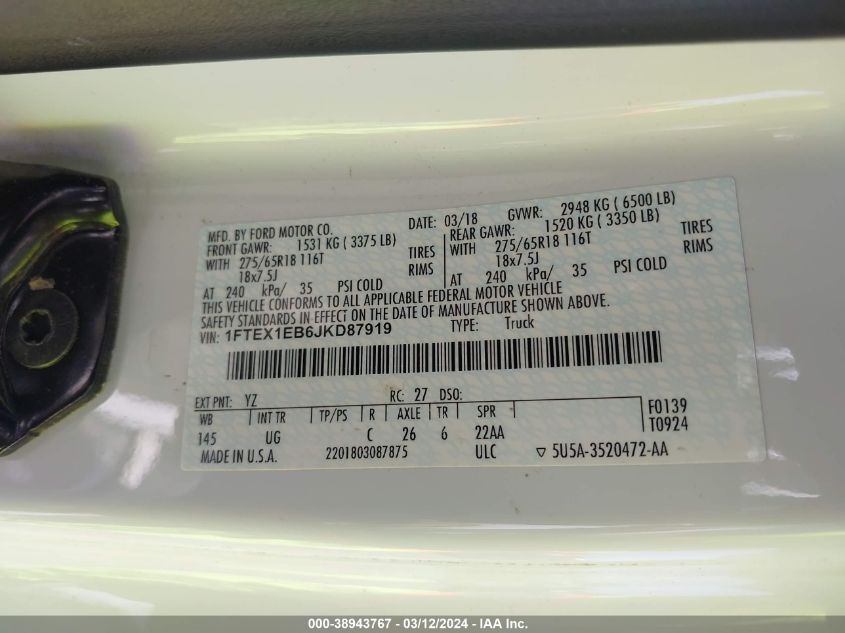 MFD. BY FORD MOTOR CO. DATE: 03/18 GVWR: 2948 KG ( 6500 LB)
FRONT GAWR: 1531 KG ( 3375 LB) REAR GAWR: 1520 KG ( 3350 LB)
WITH 275/65R18 116T TIRES WITH 275/65R18 116T TIRES
18x7.5J RIMS 18x7.5J RIMS
AT 240 kPa/ 35 PSI COLD AT 240 kPa/ 35 PSI COLD
THIS VEHICLE CONFORMS TO ALL APPLICABLE FEDERAL MOTOR VEHICLE
SAFETY STANDARDS IN EFFECT ON THE DATE OF MANUFACTURE SHOWN ABOVE.
VIN: 1FTEX1EB6JKD87919 TYPE: Truck
EXT PNT: YZ RC: 27 DSO: F0139
WB INT TR TP/PS R AXLE TR SPR T0924
145 UG C 26 6 22AA
MADE IN U.S.A. 2201803087875 ULC ▽ 5U5A-3520472-AA
000-38943767 - 03/12/2024 - IAA Inc.